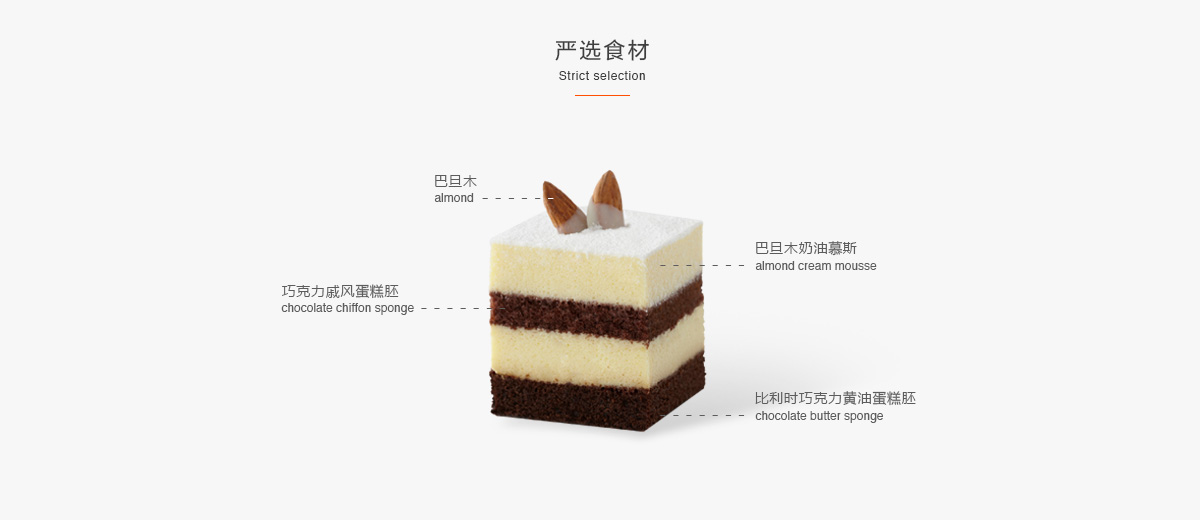 严选食材
Strict selection
巴旦木
almond
巴旦木奶油慕斯
almond cream mousse
巧克力戚风蛋糕胚
chocolate chiffon sponge
比利时巧克力黄油蛋糕胚
chocolate butter sponge